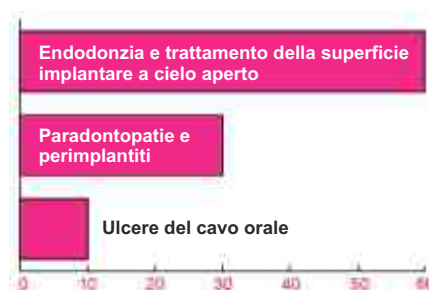 Endodonzia e trattamento della superficie
implantare a cielo aperto
Paradontopatie e
perimplantiti
Ulcere del cavo orale
0 10 20 30 40 50 60